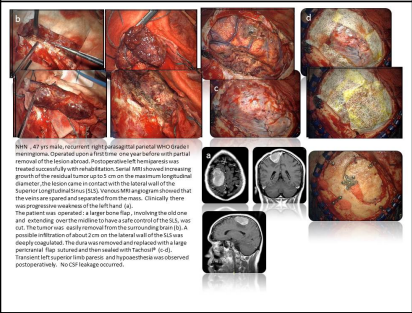 b
d
c
a
NHN , 47 yrs male, recurrent right parasagittal parietal WHO Grade I
meningioma. Operated upon a first time one year before with partial
removal of the lesion abroad. Postoperative left hemiparesis was
treated successfully with rehabilitation. Serial MRI showed increasing
growth of the residual tumor up to 5 cm on the maximum longitudinal
diameter ,the lesion came in contact with the lateral wall of the
Superior Longitudinal Sinus (SLS). Venous MRI angiogram showed that
the veins are spared and separated from the mass. Clinically there
was progressive weakness of the left hand (a).
The patient was operated : a larger bone flap , involving the old one
and extending over the midline to have a safe control of the SLS, was
cut. The tumor was easily removal from the surrounding brain (b). A
possible infiltration of about 2 cm on the lateral wall of the SLS was
deeply coagulated. The dura was removed and replaced with a large
pericranial flap sutured and then sealed with Tachosil® (c-d).
Transient left superior limb paresis and hypoaesthesia was observed
postoperatively. No CSF leakage occurred.